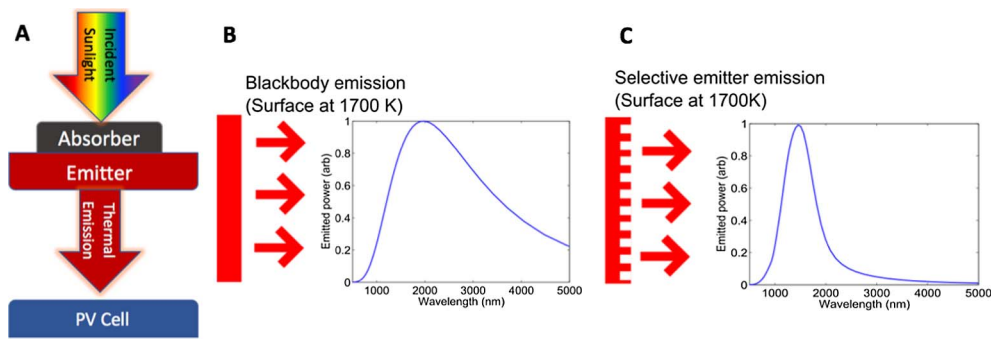 A
Incident
Sunlight
Absorber
Emitter
Thermal
Emission
PV Cell
B
Blackbody emission
(Surface at 1700 K)
Emitted power (arb)
1
0.8
0.6
0.4
0.2
0
1000 2000 3000 4000 5000
Wavelength (nm)
C
Selective emitter emission
(Surface at 1700K)
Emitted power (arb)
1
0.8
0.6
0.4
0.2
0
1000 2000 3000 4000 5000
Wavelength (nm)